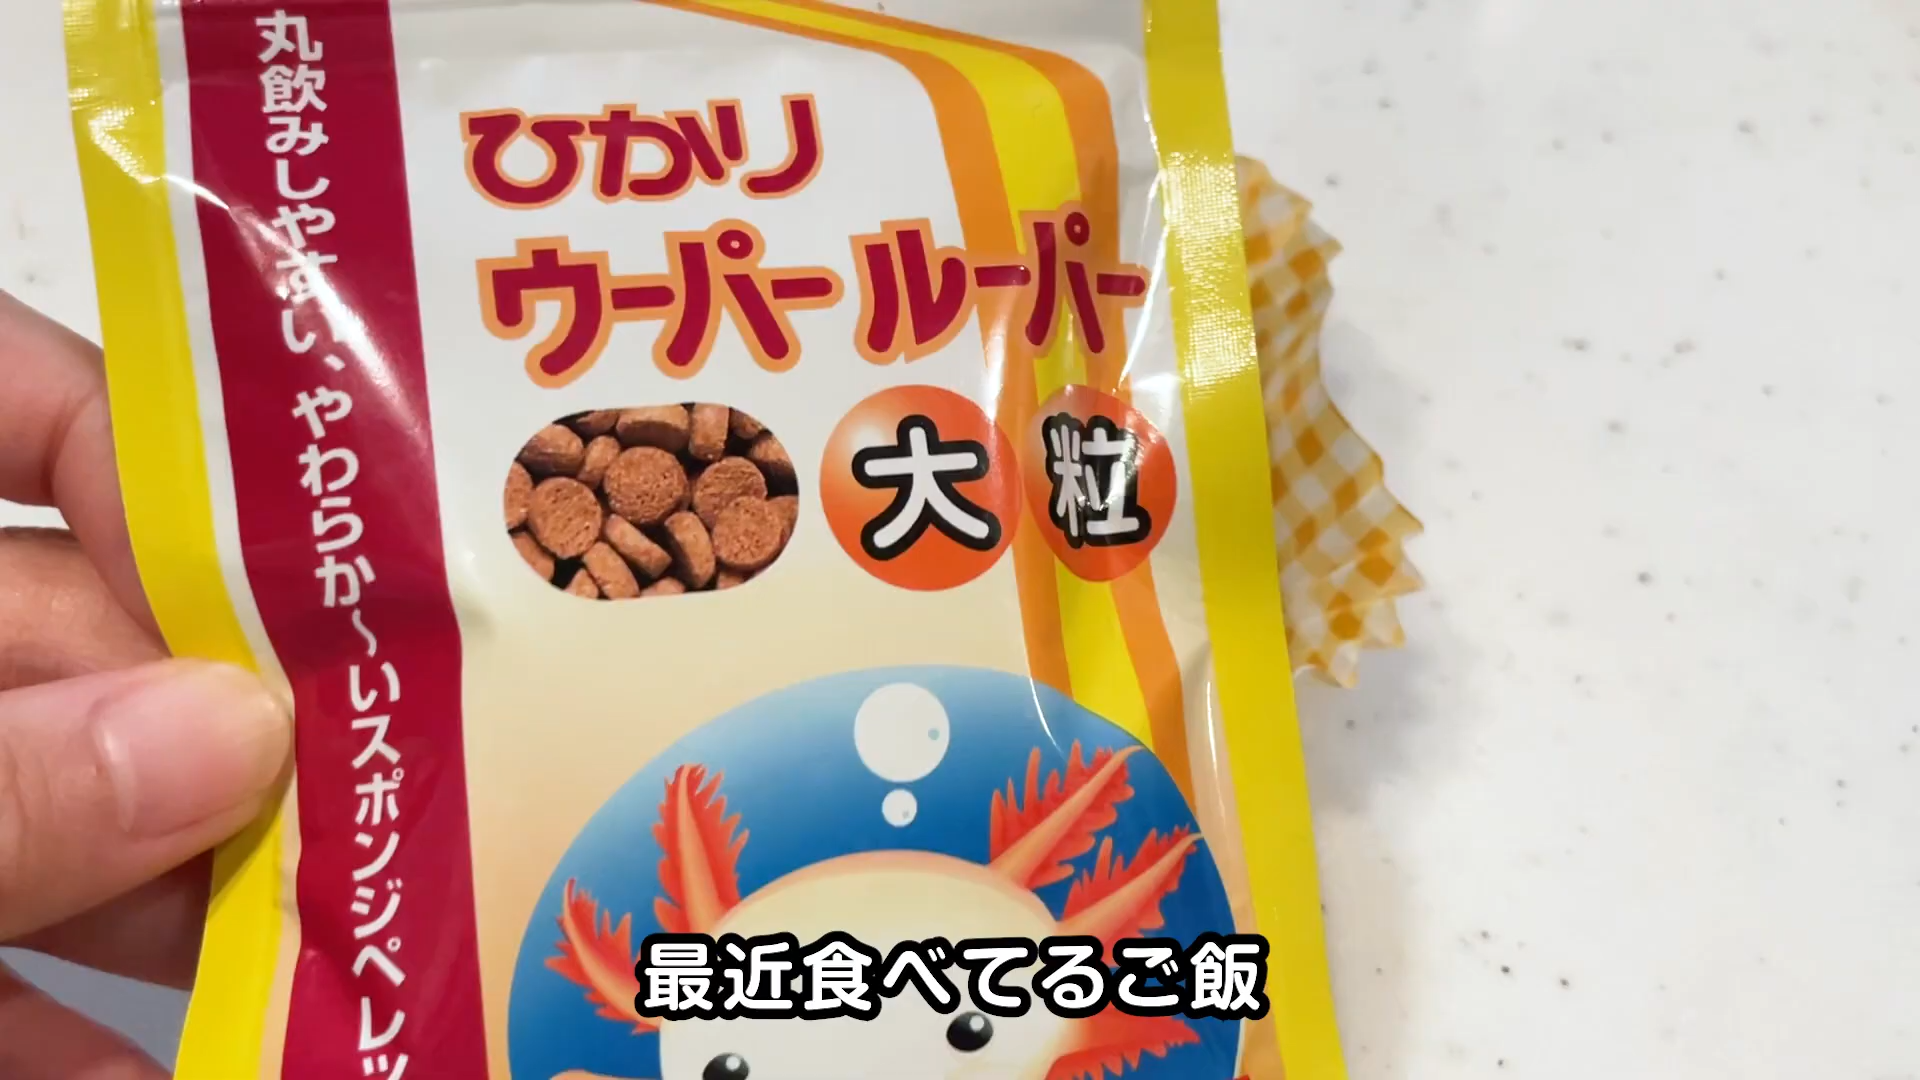 丸飲みしやすい、やわらか〜いスポンジペレッ
ひかり
ウーパールーパー
大粒
最近食べてるご飯